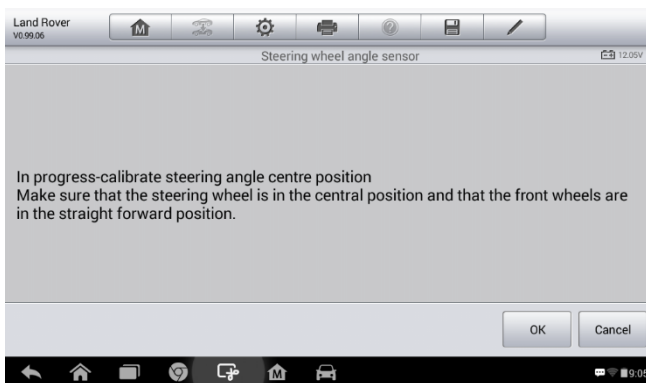 Land Rover
V0.99.06
M
Steering wheel angle sensor
12.05V
In progress-calibrate steering angle centre position
Make sure that the steering wheel is in the central position and that the front wheels are
in the straight forward position.
OK
Cancel
M
9:05